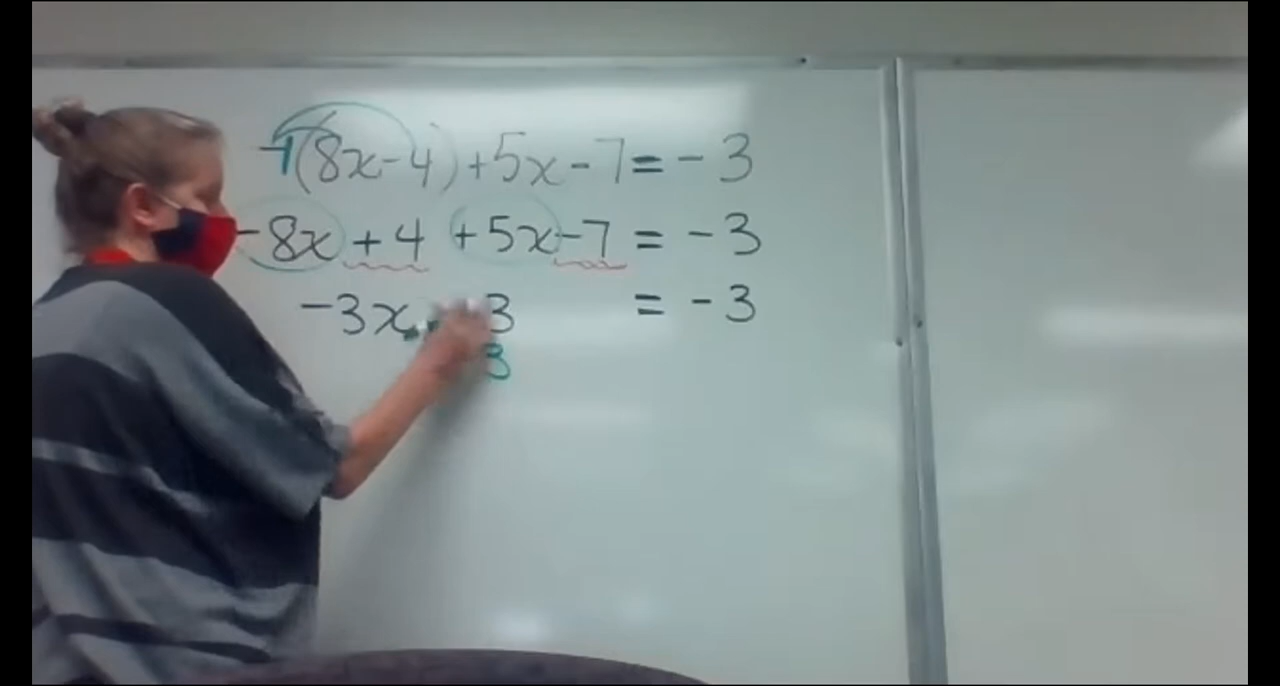 -1(8x-4)+5x-7=-3
-8x+4 +5x-7 = -3
-3x 3 = -3
3